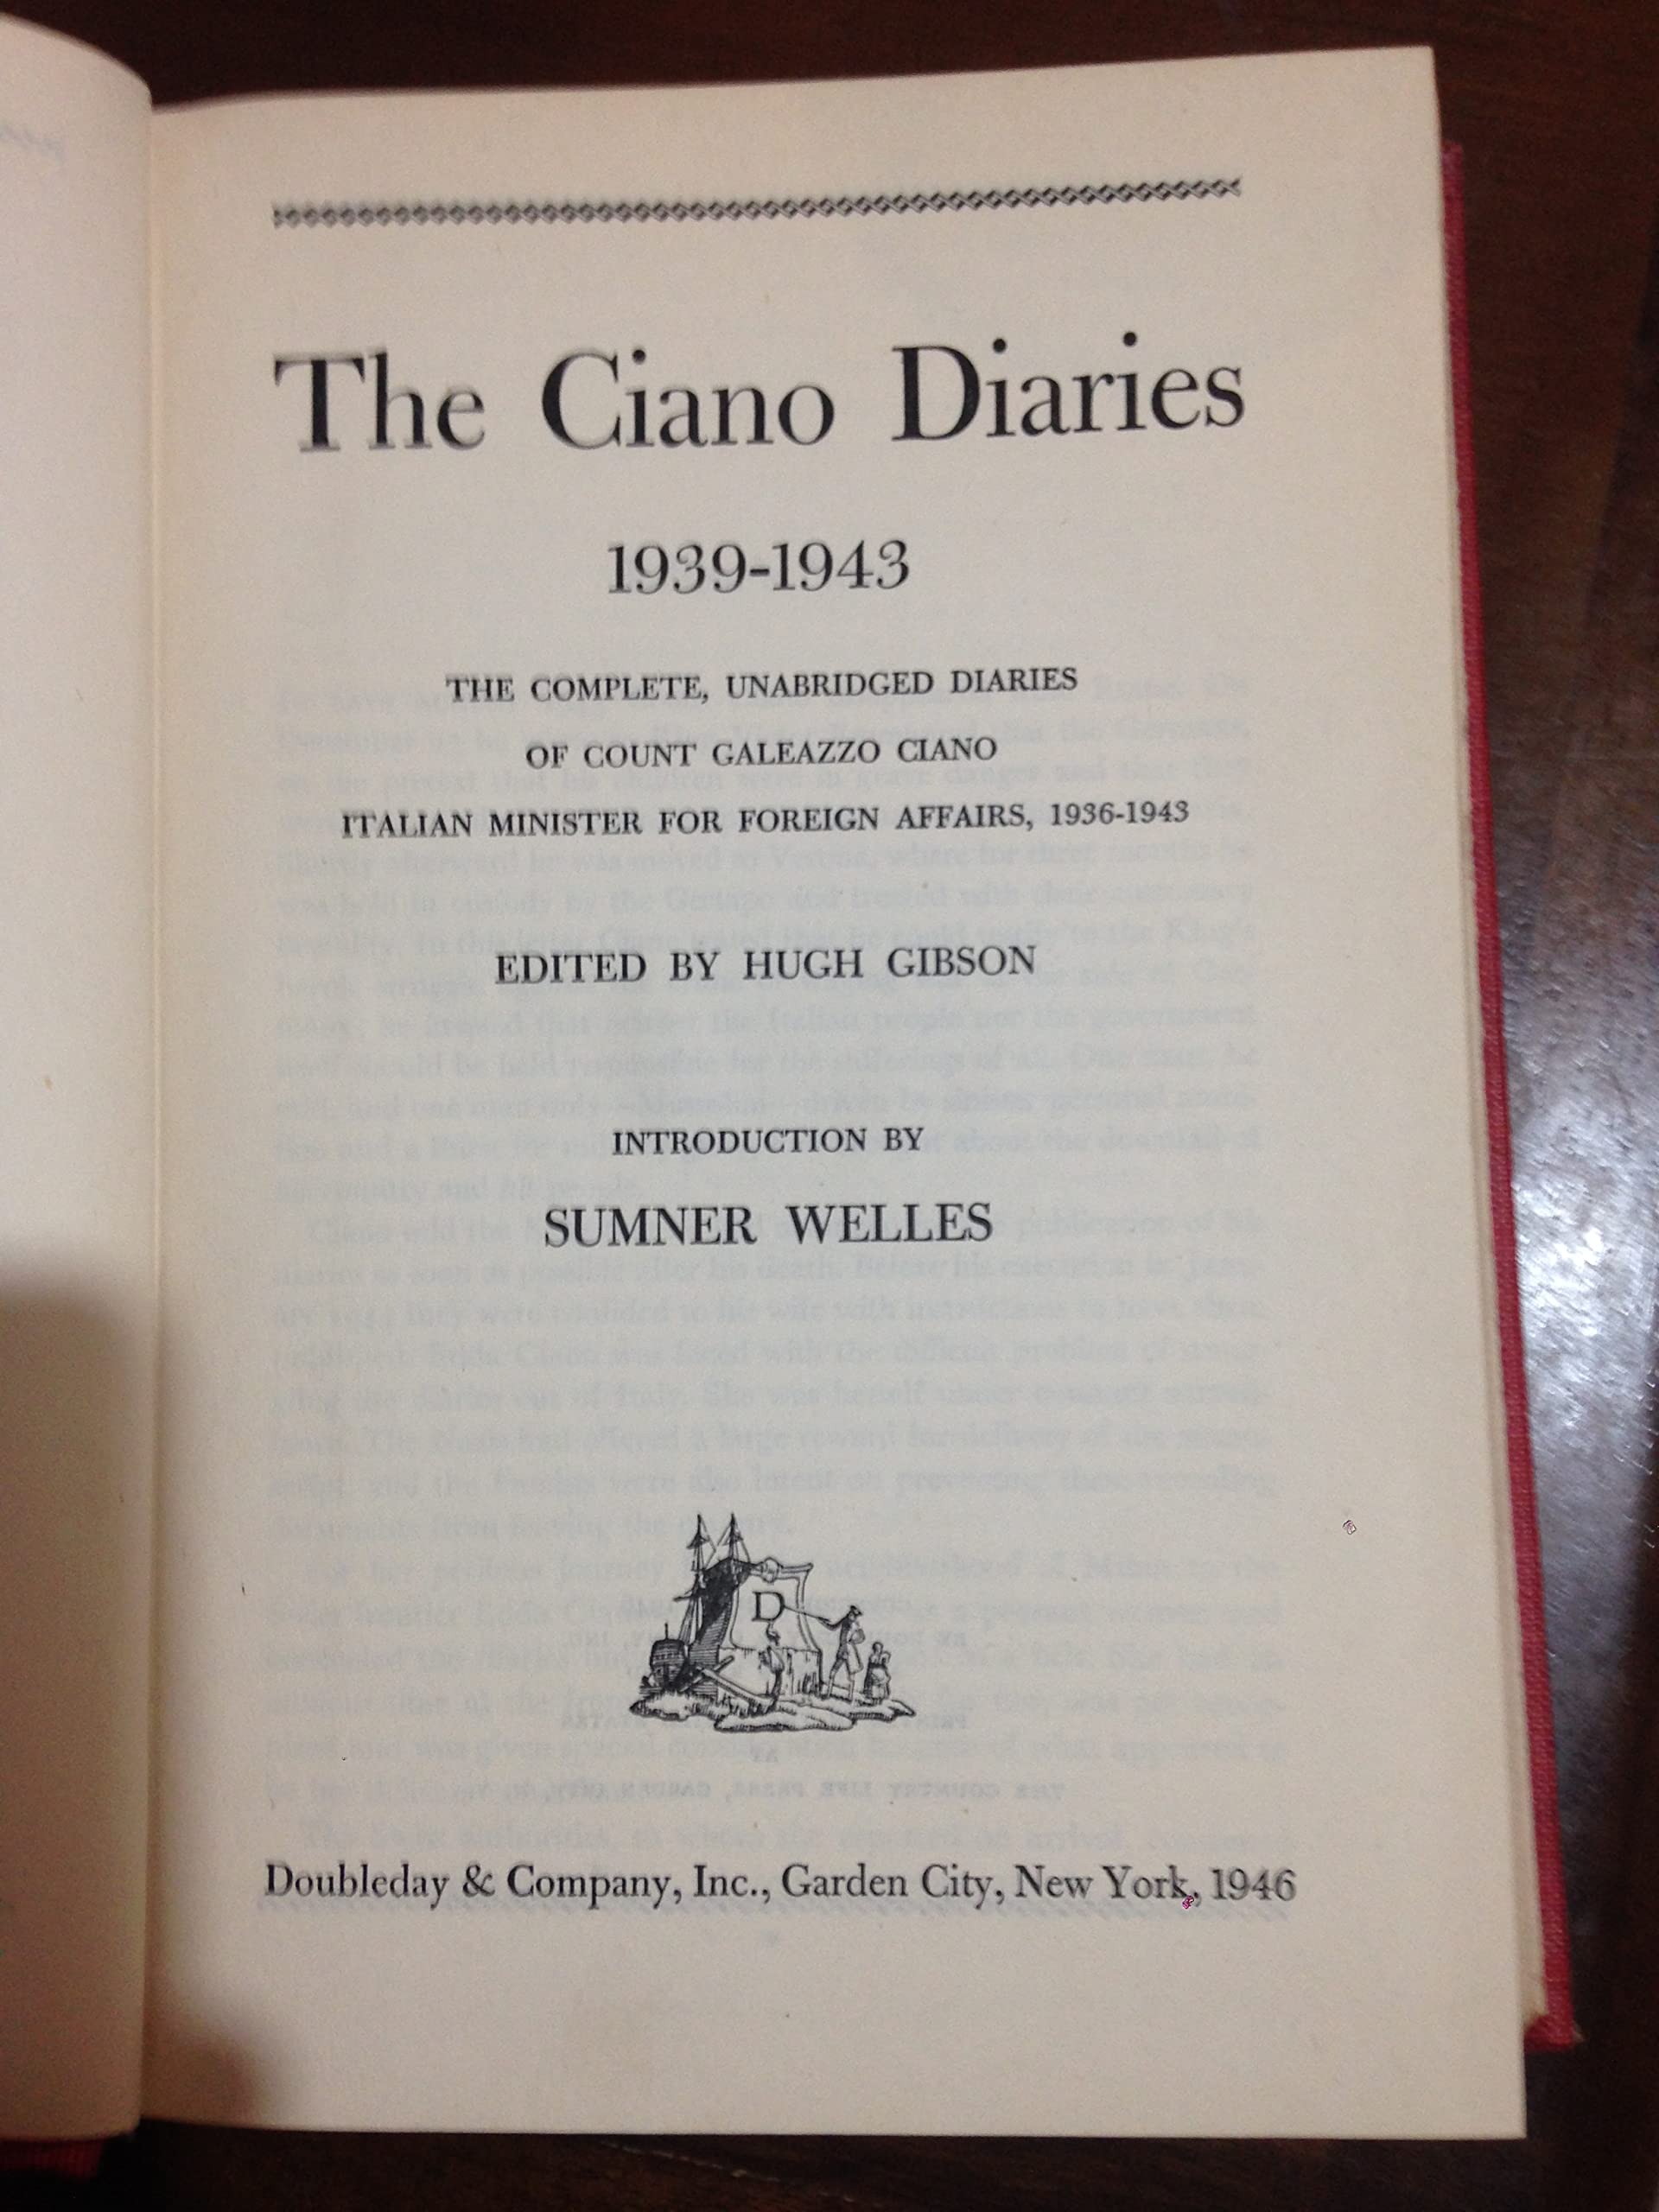 The Ciano Diaries
1939-1943
THE COMPLETE, UNABRIDGED DIARIES
OF COUNT GALEAZZO CIANO
ITALIAN MINISTER FOR FOREIGN AFFAIRS, 1936-1943
EDITED BY HUGH GIBSON
INTRODUCTION BY
SUMNER WELLES
D
Doubleday & Company, Inc., Garden City, New York, 1946